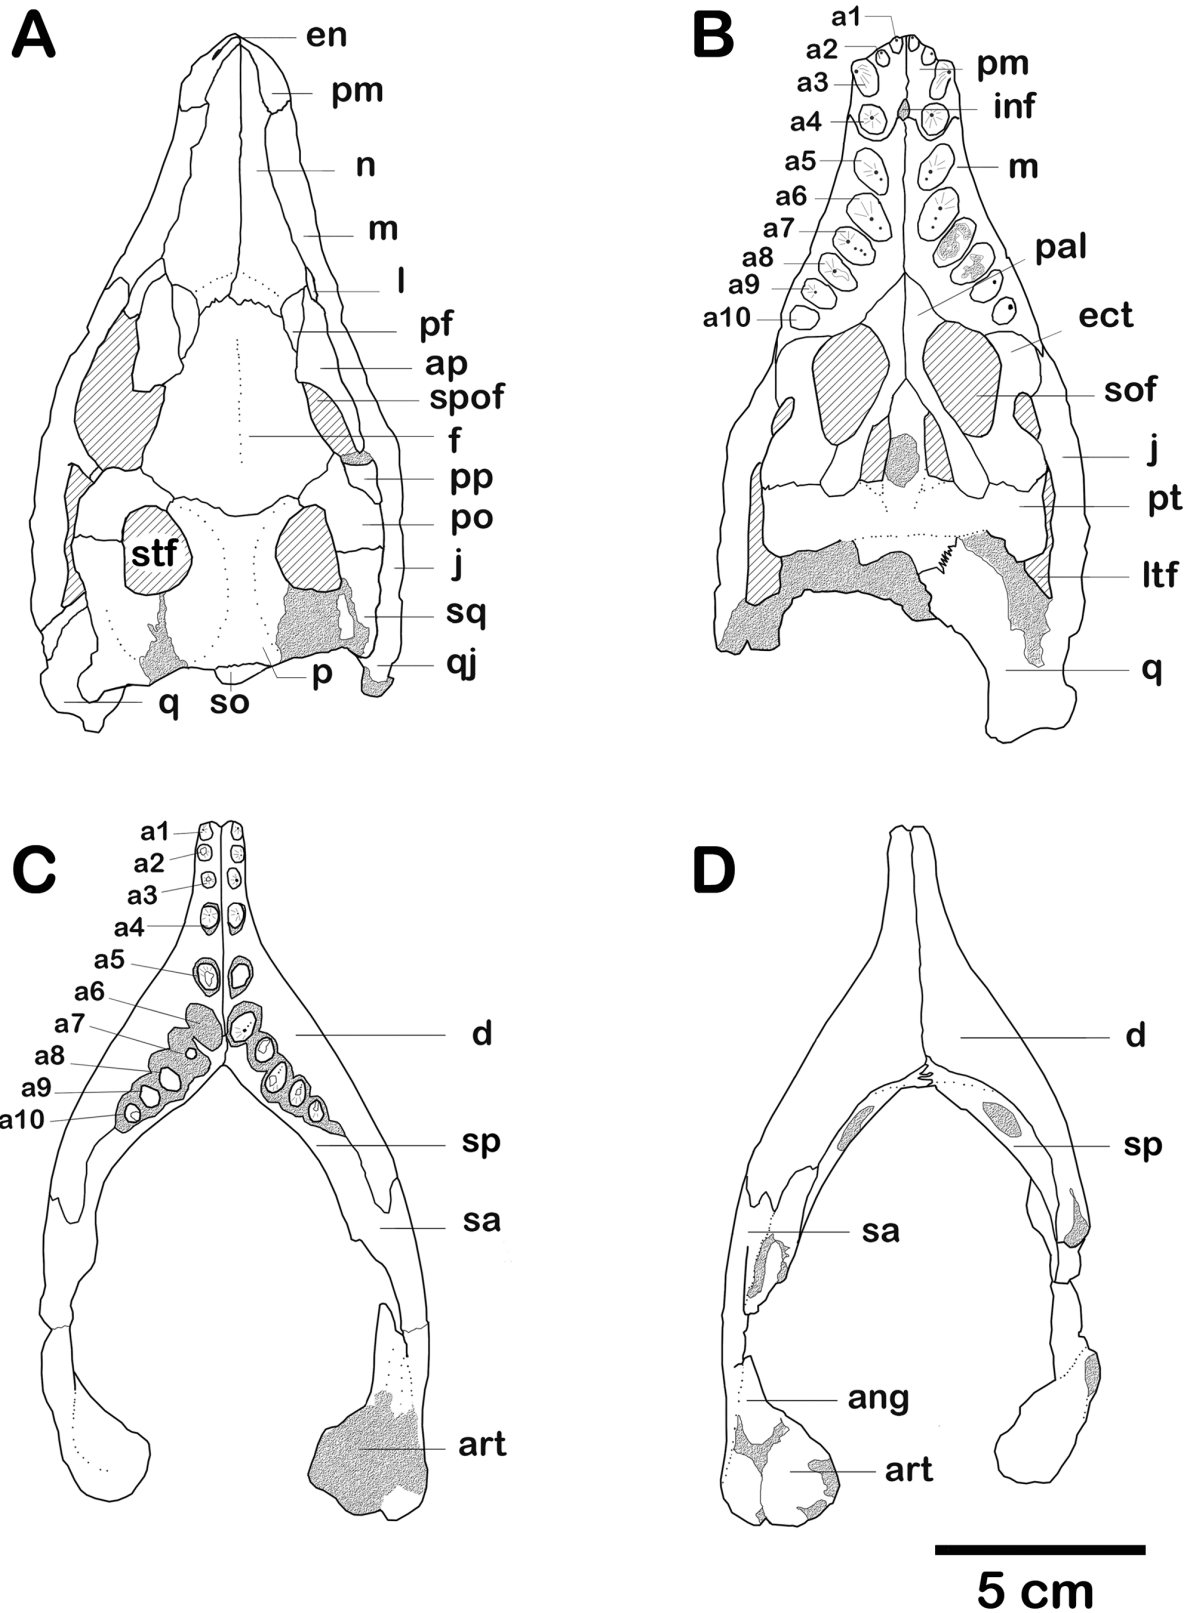 A
en
pm
n
m
l
pf
ap
spof
f
pp
po
stf
j
sq
qj
p
q
so
B
a1
a2
a3
a4
a5
a6
a7
a8
a9
a10
pm
inf
m
pal
ect
sof
j
pt
ltf
q
C
a1
a2
a3
a4
a5
a6
a7
a8
a9
a10
d
sp
sa
art
D
d
sp
sa
ang
art
5 cm